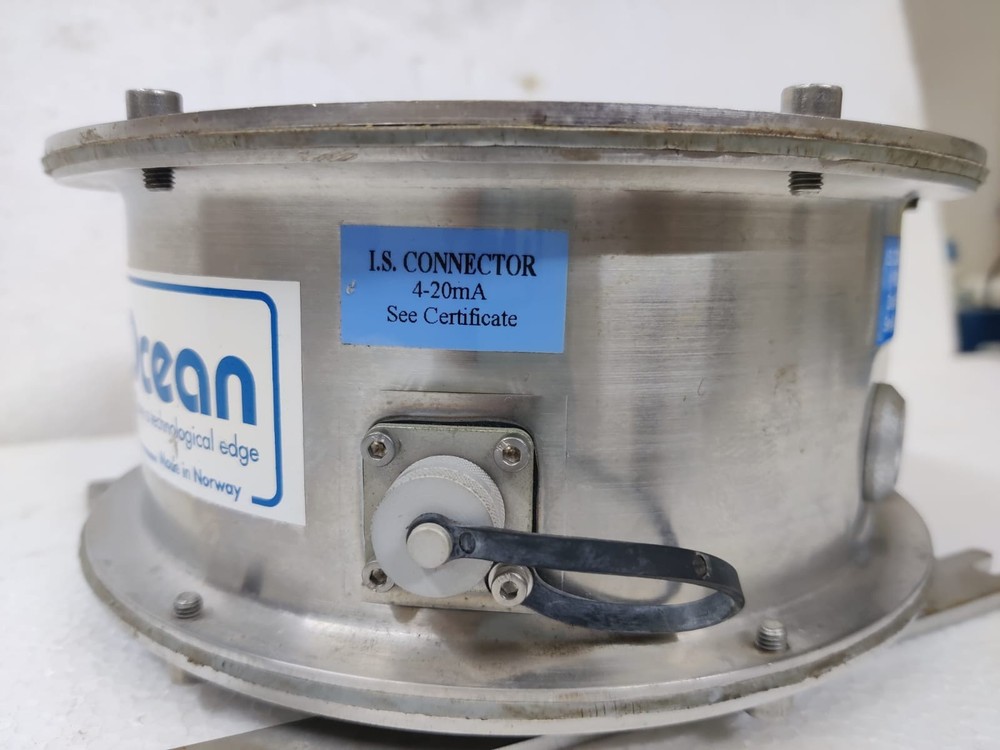 I.S. CONNECTOR
4-20mA
See Certificate
Ocean
technological edge
Made in Norway